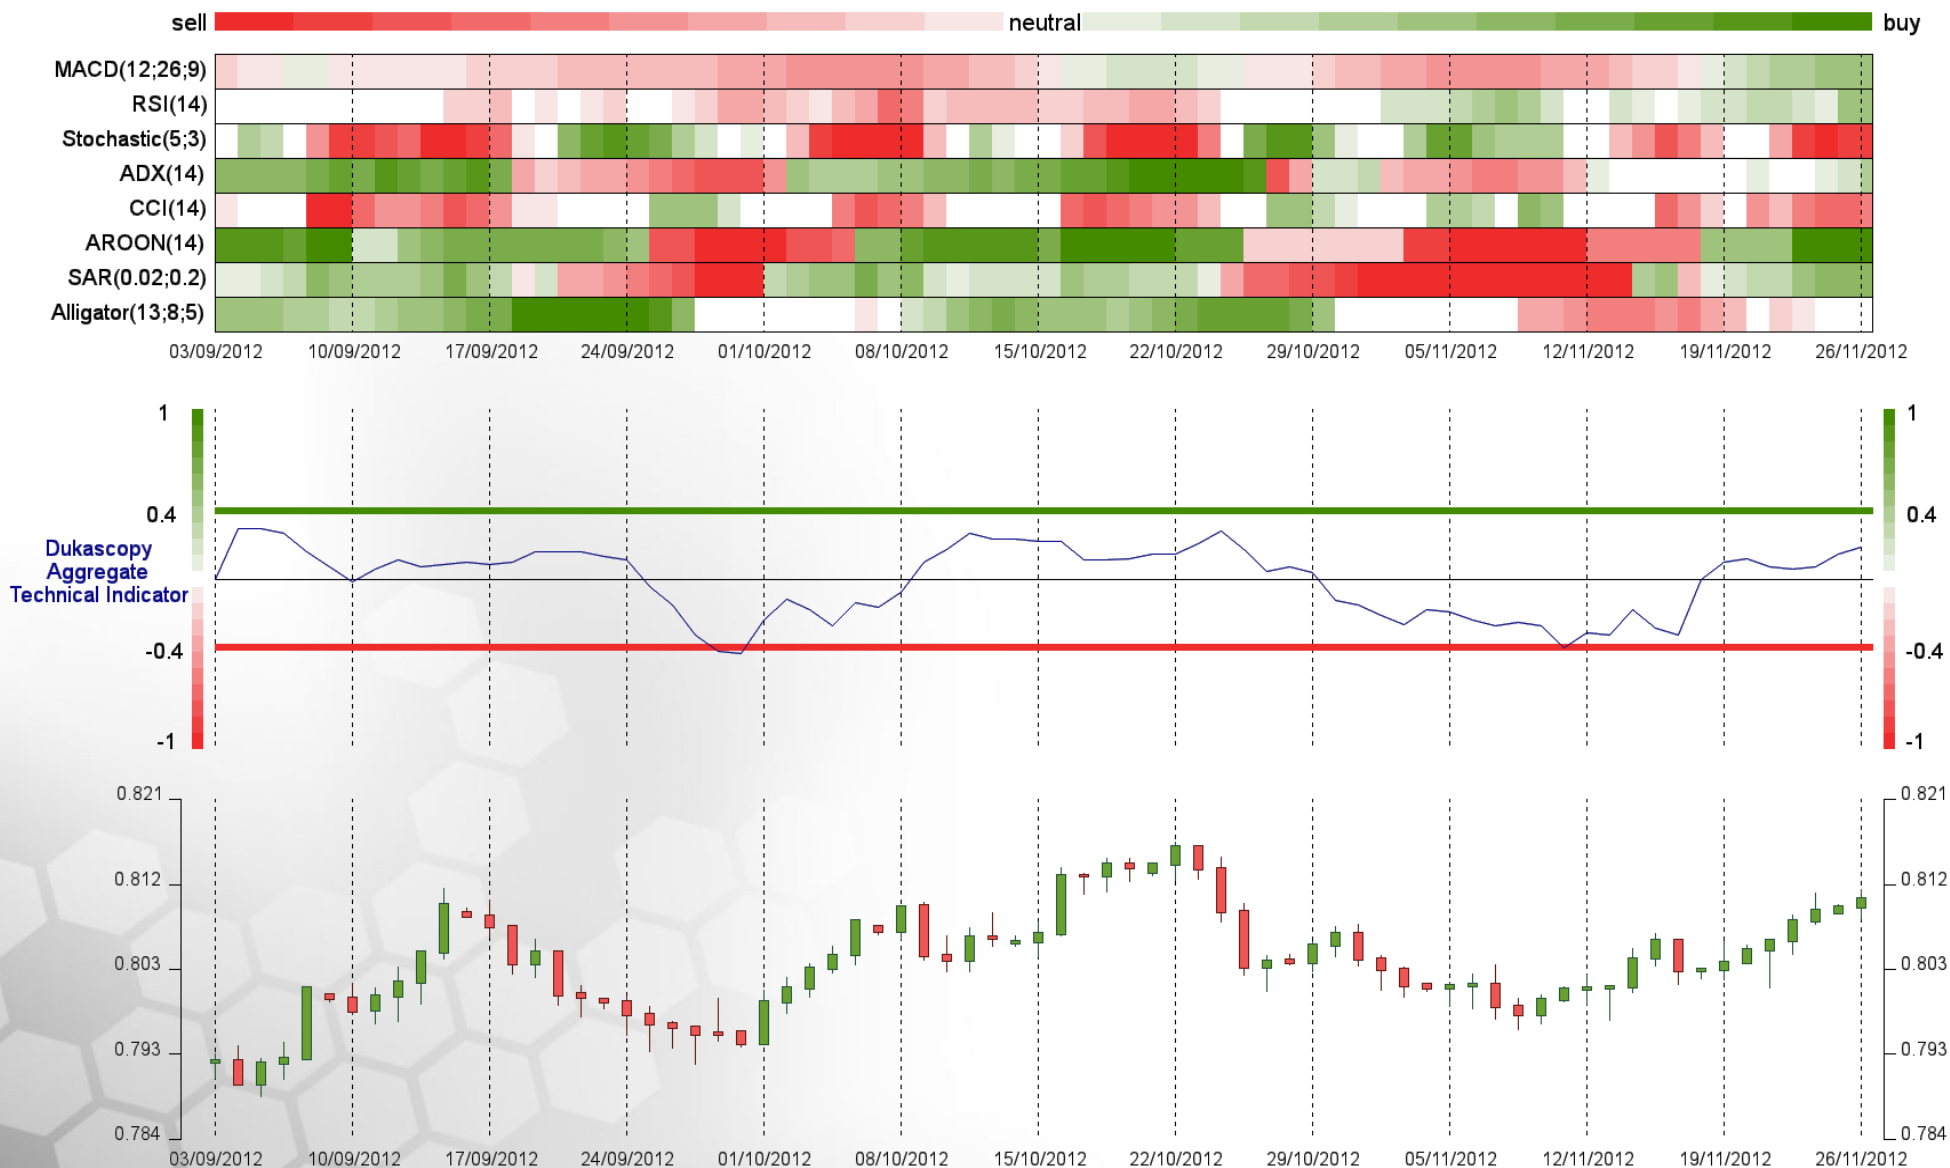 sell neutral buy
MACD(12;26;9)
RSI(14)
Stochastic(5;3)
ADX(14)
CCI(14)
AROON(14)
SAR(0.02;0.2)
Alligator(13;8;5)
03/09/2012 10/09/2012 17/09/2012 24/09/2012 01/10/2012 08/10/2012 15/10/2012 22/10/2012 29/10/2012 05/11/2012 12/11/2012 19/11/2012 26/11/2012
1 1
0.4 0.4
Dukascopy
Aggregate
Technical Indicator
-0.4 -0.4
-1 -1
0.821 0.821
0.812 0.812
0.803 0.803
0.793 0.793
0.784 0.784
03/09/2012 10/09/2012 17/09/2012 24/09/2012 01/10/2012 08/10/2012 15/10/2012 22/10/2012 29/10/2012 05/11/2012 12/11/2012 19/11/2012 26/11/2012